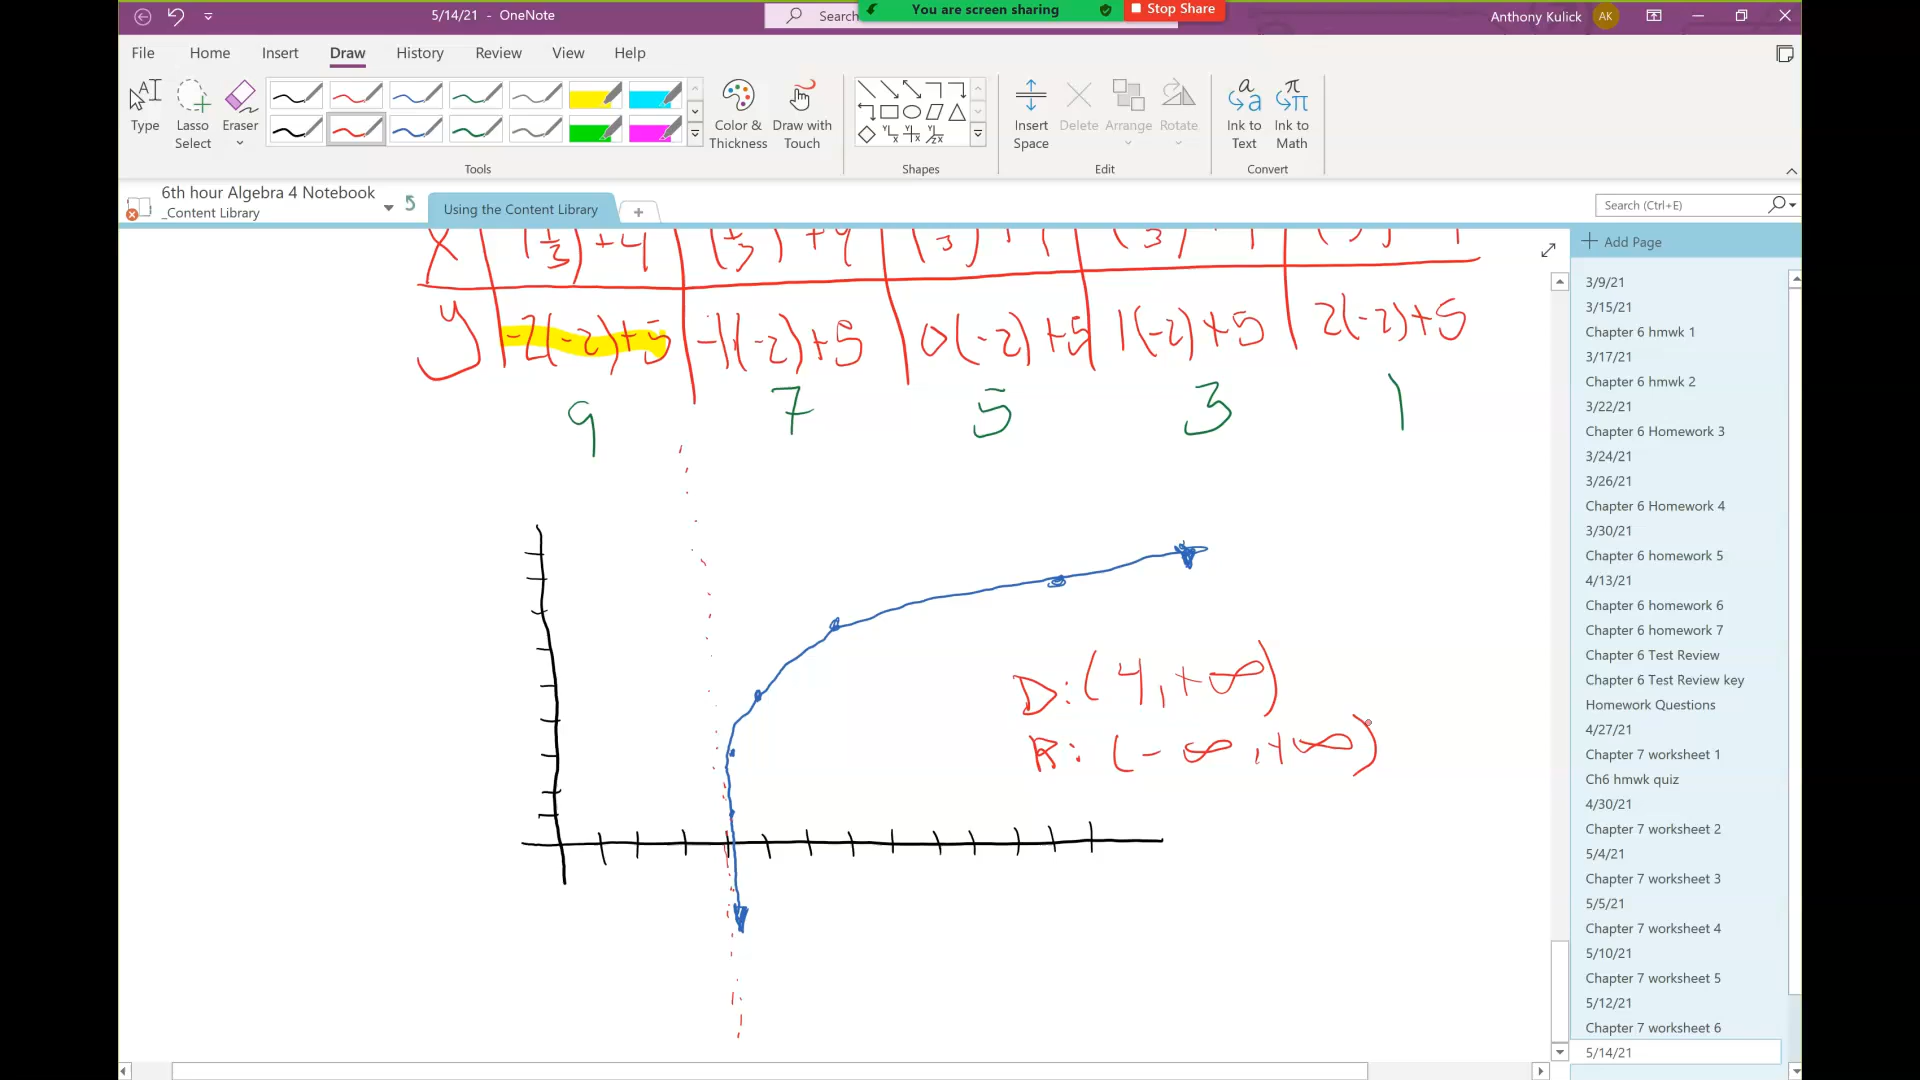 5/14/21 - OneNote
Search
You are screen sharing
Stop Share
Anthony Kulick AK
File Home Insert Draw History Review View Help
Type
Lasso Select
Eraser
Color & Thickness
Draw with Touch
Insert Space
Delete
Arrange
Rotate
Ink to Text
Ink to Math
Tools
Shapes
Edit
Convert
6th hour Algebra 4 Notebook
_Content Library
Using the Content Library
Search (Ctrl+E)
Add Page
3/9/21
3/15/21
Chapter 6 hmwk 1
3/17/21
Chapter 6 hmwk 2
3/22/21
Chapter 6 Homework 3
3/24/21
3/26/21
Chapter 6 Homework 4
3/30/21
Chapter 6 homework 5
4/13/21
Chapter 6 homework 6
Chapter 6 homework 7
Chapter 6 Test Review
Chapter 6 Test Review key
Homework Questions
4/27/21
Chapter 7 worksheet 1
Ch6 hmwk quiz
4/30/21
Chapter 7 worksheet 2
5/4/21
Chapter 7 worksheet 3
5/5/21
Chapter 7 worksheet 4
5/10/21
Chapter 7 worksheet 5
5/12/21
Chapter 7 worksheet 6
5/14/21
x (1/3) +4 (1/3) +4
y -2(-2)+5 -1(-2)+5 0(-2)+5 1(-2)+5 2(-2)+5
9 7 5 3 1
D: (4, +∞)
R: (-∞, +∞)